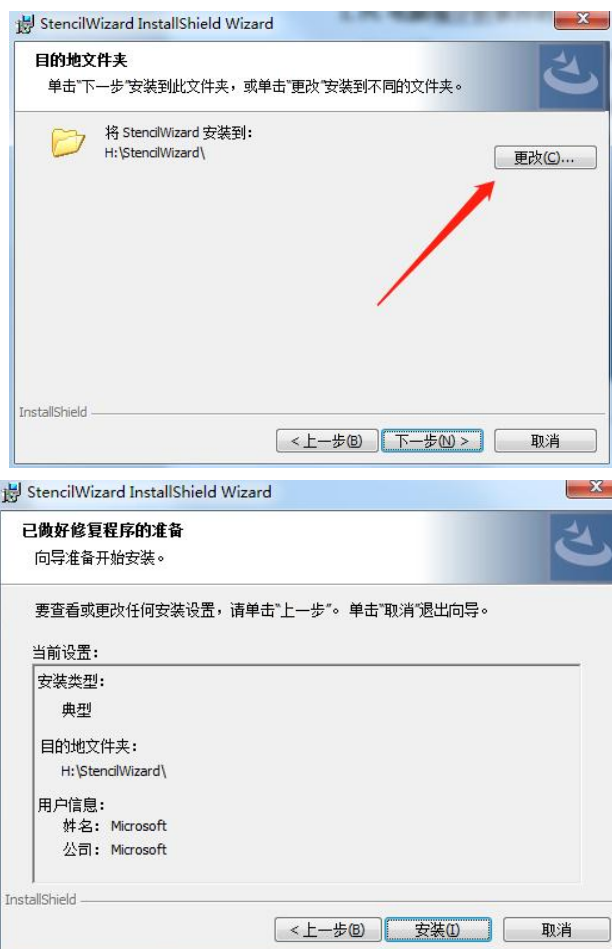 StencilWizard InstallShield Wizard
目的地文件夹
单击“下一步”安装到此文件夹，或单击“更改”安装到不同的文件夹。
将 StencilWizard 安装到：
H:\StencilWizard\
更改(C)...
InstallShield
<上一步(B)
下一步(N) >
取消
StencilWizard InstallShield Wizard
已做好修复程序的准备
向导准备开始安装。
要查看或更改任何安装设置，请单击“上一步”。单击“取消”退出向导。
当前设置：
安装类型：
典型
目的地文件夹：
H:\StencilWizard\
用户信息：
姓名： Microsoft
公司： Microsoft
InstallShield
<上一步(B)
安装(I)
取消